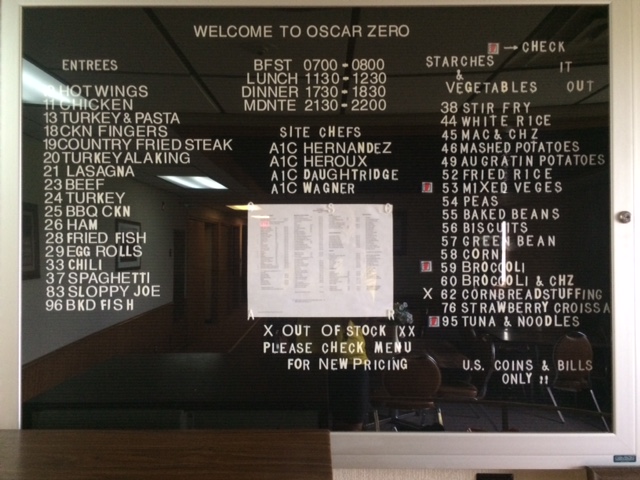 WELCOME TO OSCAR ZERO
ENTREES
HOT WINGS
11 CHICKEN
13 TURKEY & PASTA
18 CKN FINGERS
19 COUNTRY FRIED STEAK
20 TURKEY ALAKING
21 LASAGNA
23 BEEF
24 TURKEY
25 BBQ CKN
26 HAM
28 FRIED FISH
29 EGG ROLLS
33 CHILI
37 SPAGHETTI
83 SLOPPY JOE
96 BKD FISH
BFST 0700-0800
LUNCH 1130-1230
DINNER 1730-1830
MDNTE 2130-2200
SITE CHEFS
A1C HERNANDEZ
A1C HEROUX
A1C DAUGHTRIDGE
A1C WAGNER
X OUT OF STOCK XX
PLEASE CHECK MENU
FOR NEW PRICING
→ CHECK
IT
OUT
STARCHES
&
VEGETABLES
38 STIR FRY
44 WHITE RICE
45 MAC & CHZ
46 MASHED POTATOES
49 AU GRATIN POTATOES
52 FRIED RICE
53 MIXED VEGES
54 PEAS
55 BAKED BEANS
56 BISCUITS
57 GREEN BEAN
58 CORN
59 BROCCOLI
60 BROCCOLI & CHZ
X 62 CORNBREADSTUFFING
76 STRAWBERRY CROISSA
95 TUNA & NOODLES
U.S. COINS & BILLS
ONLY !!